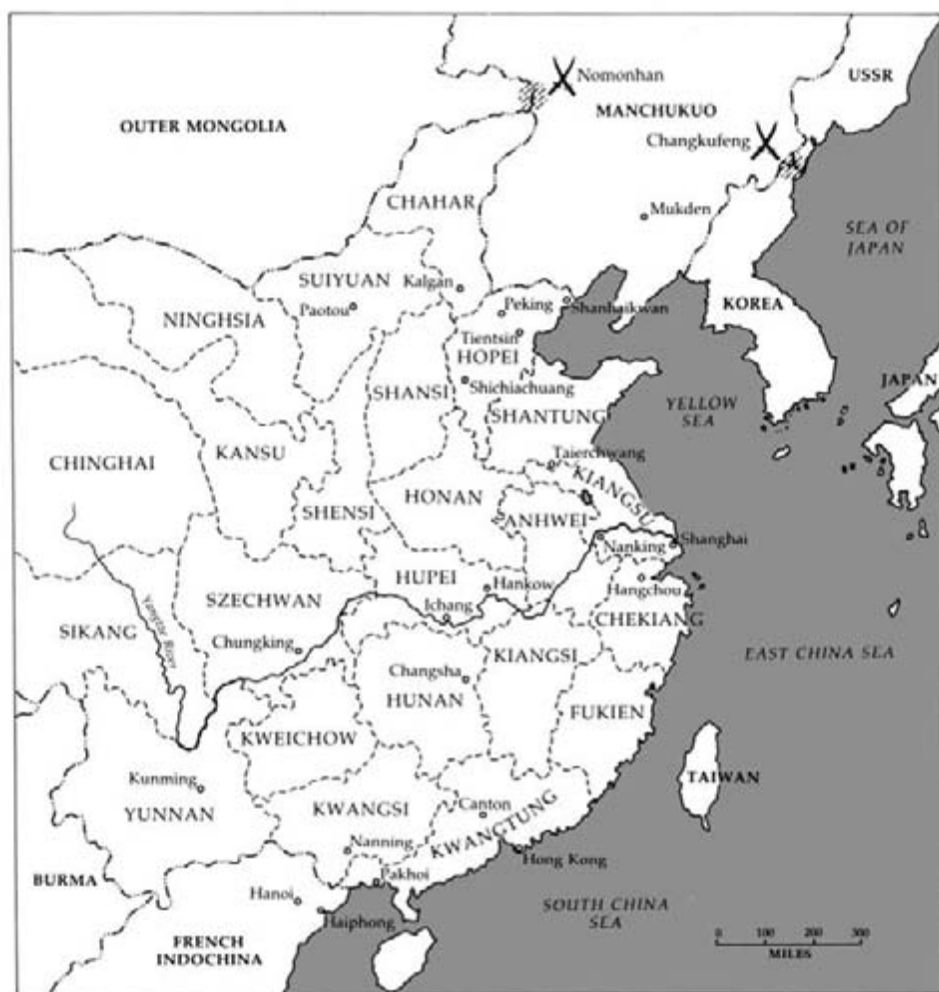 Nomonhan
USSR
MANCHUKUO
OUTER MONGOLIA
Changkufeng
CHAHAR
Mukden
SEA OF
JAPAN
SUIYUAN
Kalgan
Paotou
Peking
Shanhaikwan
KOREA
NINGHSIA
Tientsin
HOPEI
SHANSI
Shichiachuang
JAPAN
SHANTUNG
YELLOW
SEA
KANSU
Taierchwang
CHINGHAI
KIANGSU
HONAN
SHENSI
ANHWEI
Nanking
Shanghai
HUPEI
Hankow
Hangchou
SZECHWAN
Ichang
CHEKIANG
Yangtze River
SIKANG
Chungking
KIANGSI
EAST CHINA SEA
Changsha
HUNAN
FUKIEN
KWEICHOW
TAIWAN
Kunming
YUNNAN
KWANGSI
Canton
KWANGTUNG
Nanning
Hong Kong
BURMA
Pakhoi
Hanoi
SOUTH CHINA
SEA
Haiphong
FRENCH
INDOCHINA
0 100 200 300
MILES